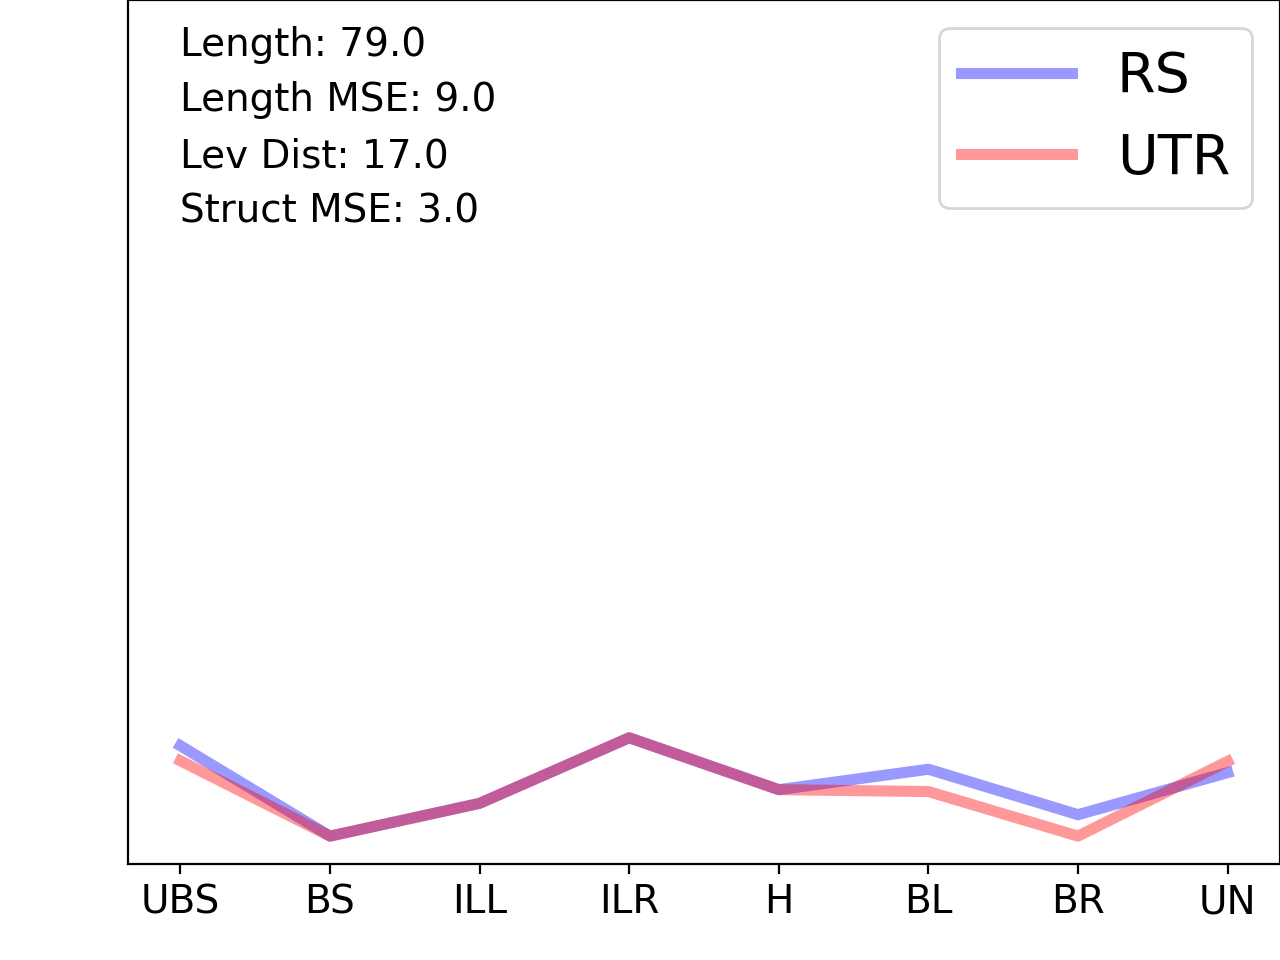 Length: 79.0
Length MSE: 9.0
Lev Dist: 17.0
Struct MSE: 3.0
RS
UTR
UBS BS ILL ILR H BL BR UN